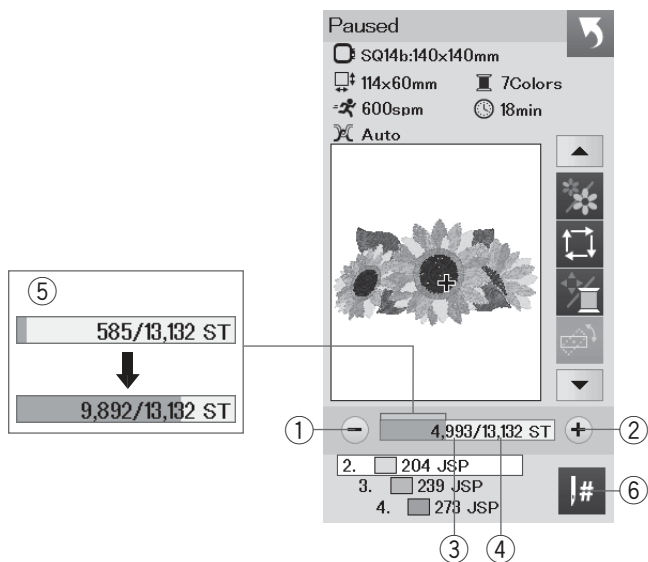 Paused
SQ14b:140x140mm
114x60mm 7Colors
600spm 18min
Auto
⑤
585/13,132 ST
9,892/13,132 ST
① − 4,993/13,132 ST + ②
2. 204 JSP
3. 239 JSP
4. 273 JSP
# ⑥
③ ④